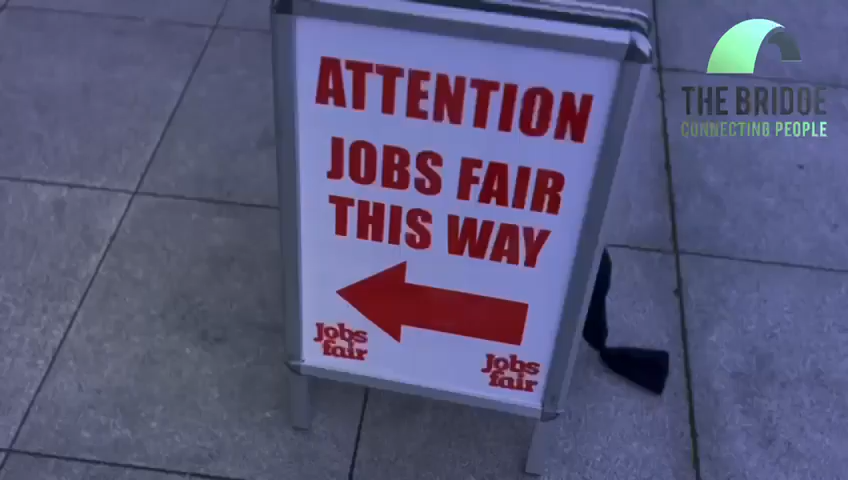 ATTENTION
JOBS FAIR
THIS WAY
Jobs
fair
Jobs
fair
THE BRIDGE
CONNECTING PEOPLE